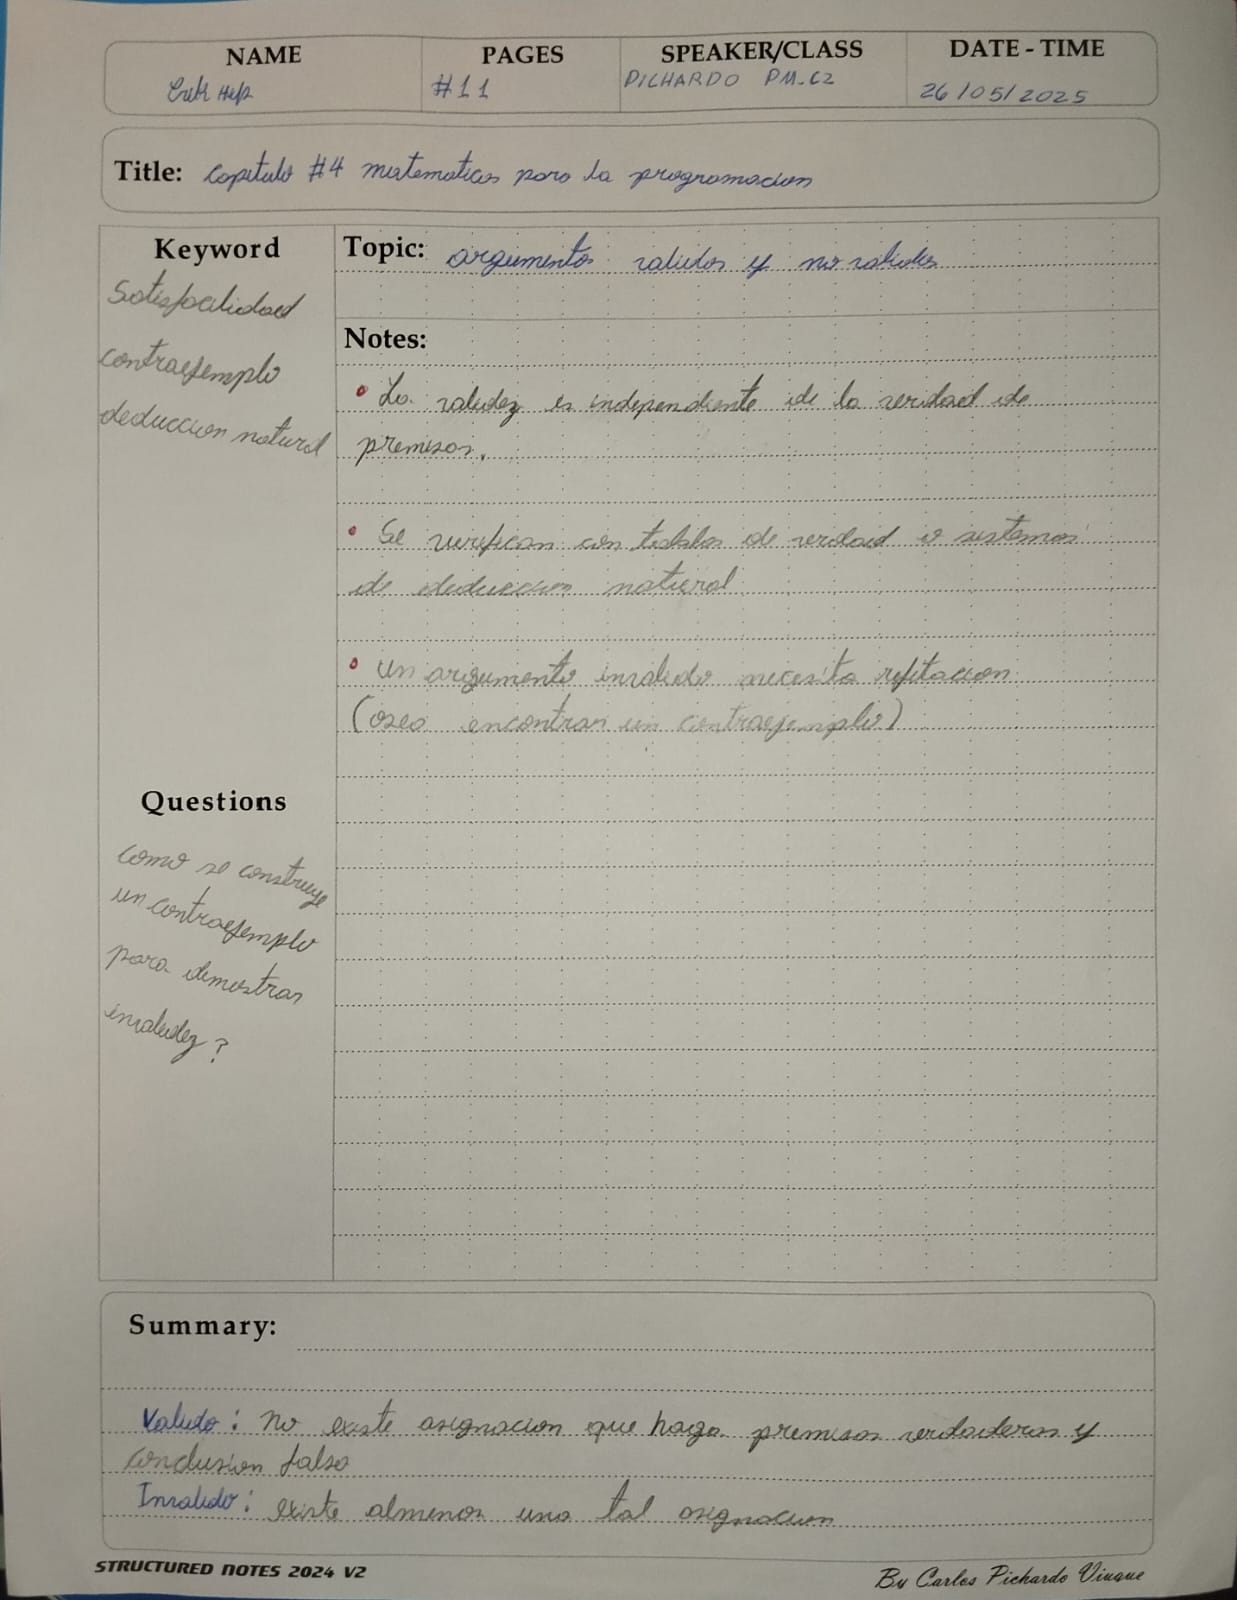 NAME PAGES SPEAKER/CLASS DATE - TIME
#11 PICHARDO PM-C2 26/05/2025
Title: Capitulo #4 matematicas para la programacion
Keyword
Satisfacilidad
contraejemplo
deduccion natural
Topic: argumentos validos y no validos
Notes:
• La validez es independiente de la verdad de
premisas.
• Se verifican con tablas de verdad o sistemas
de deduccion natural
• un argumento invalido necesita refutacion
(osea encontrar un contraejemplo)
Questions
Como se construye
un contraejemplo
para demostrar
invalidez?
Summary:
Valido: no existe asignacion que haga premisas verdaderas y
conclusion falsa
Invalido: existe almenos una tal asignacion
STRUCTURED NOTES 2024 V2
By Carlos Pichardo Viuque